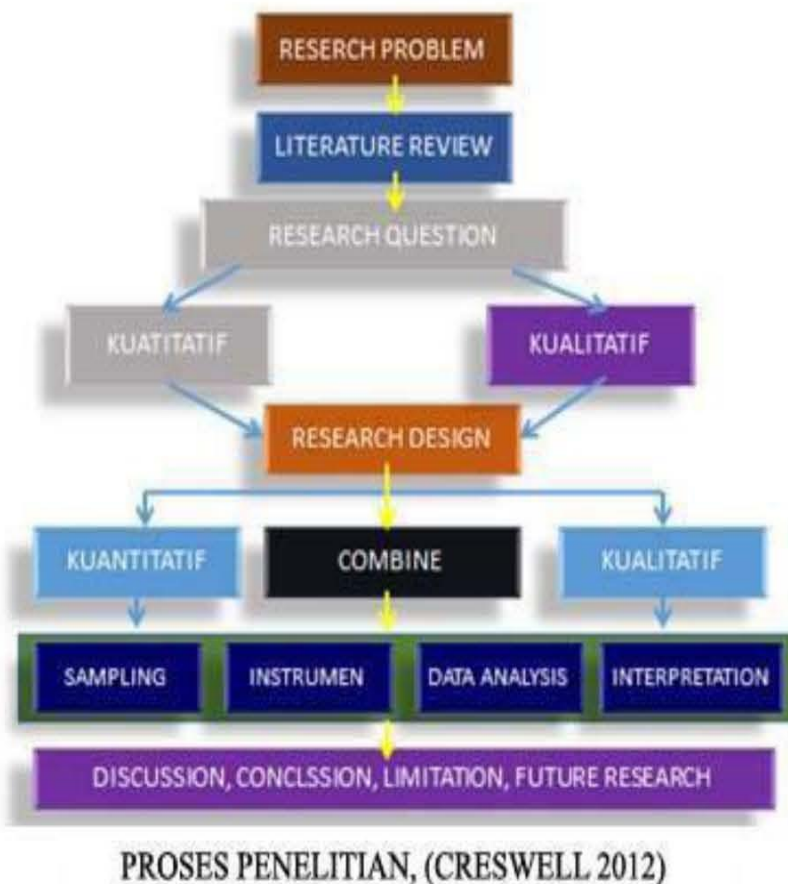 RESERCH PROBLEM
LITERATURE REVIEW
RESEARCH QUESTION
KUATITATIF
KUALITATIF
RESEARCH DESIGN
KUANTITATIF
COMBINE
KUALITATIF
SAMPLING
INSTRUMEN
DATA ANALYSIS
INTERPRETATION
DISCUSSION, CONCLSSION, LIMITATION, FUTURE RESEARCH
PROSES PENELITIAN, (CRESWELL 2012)